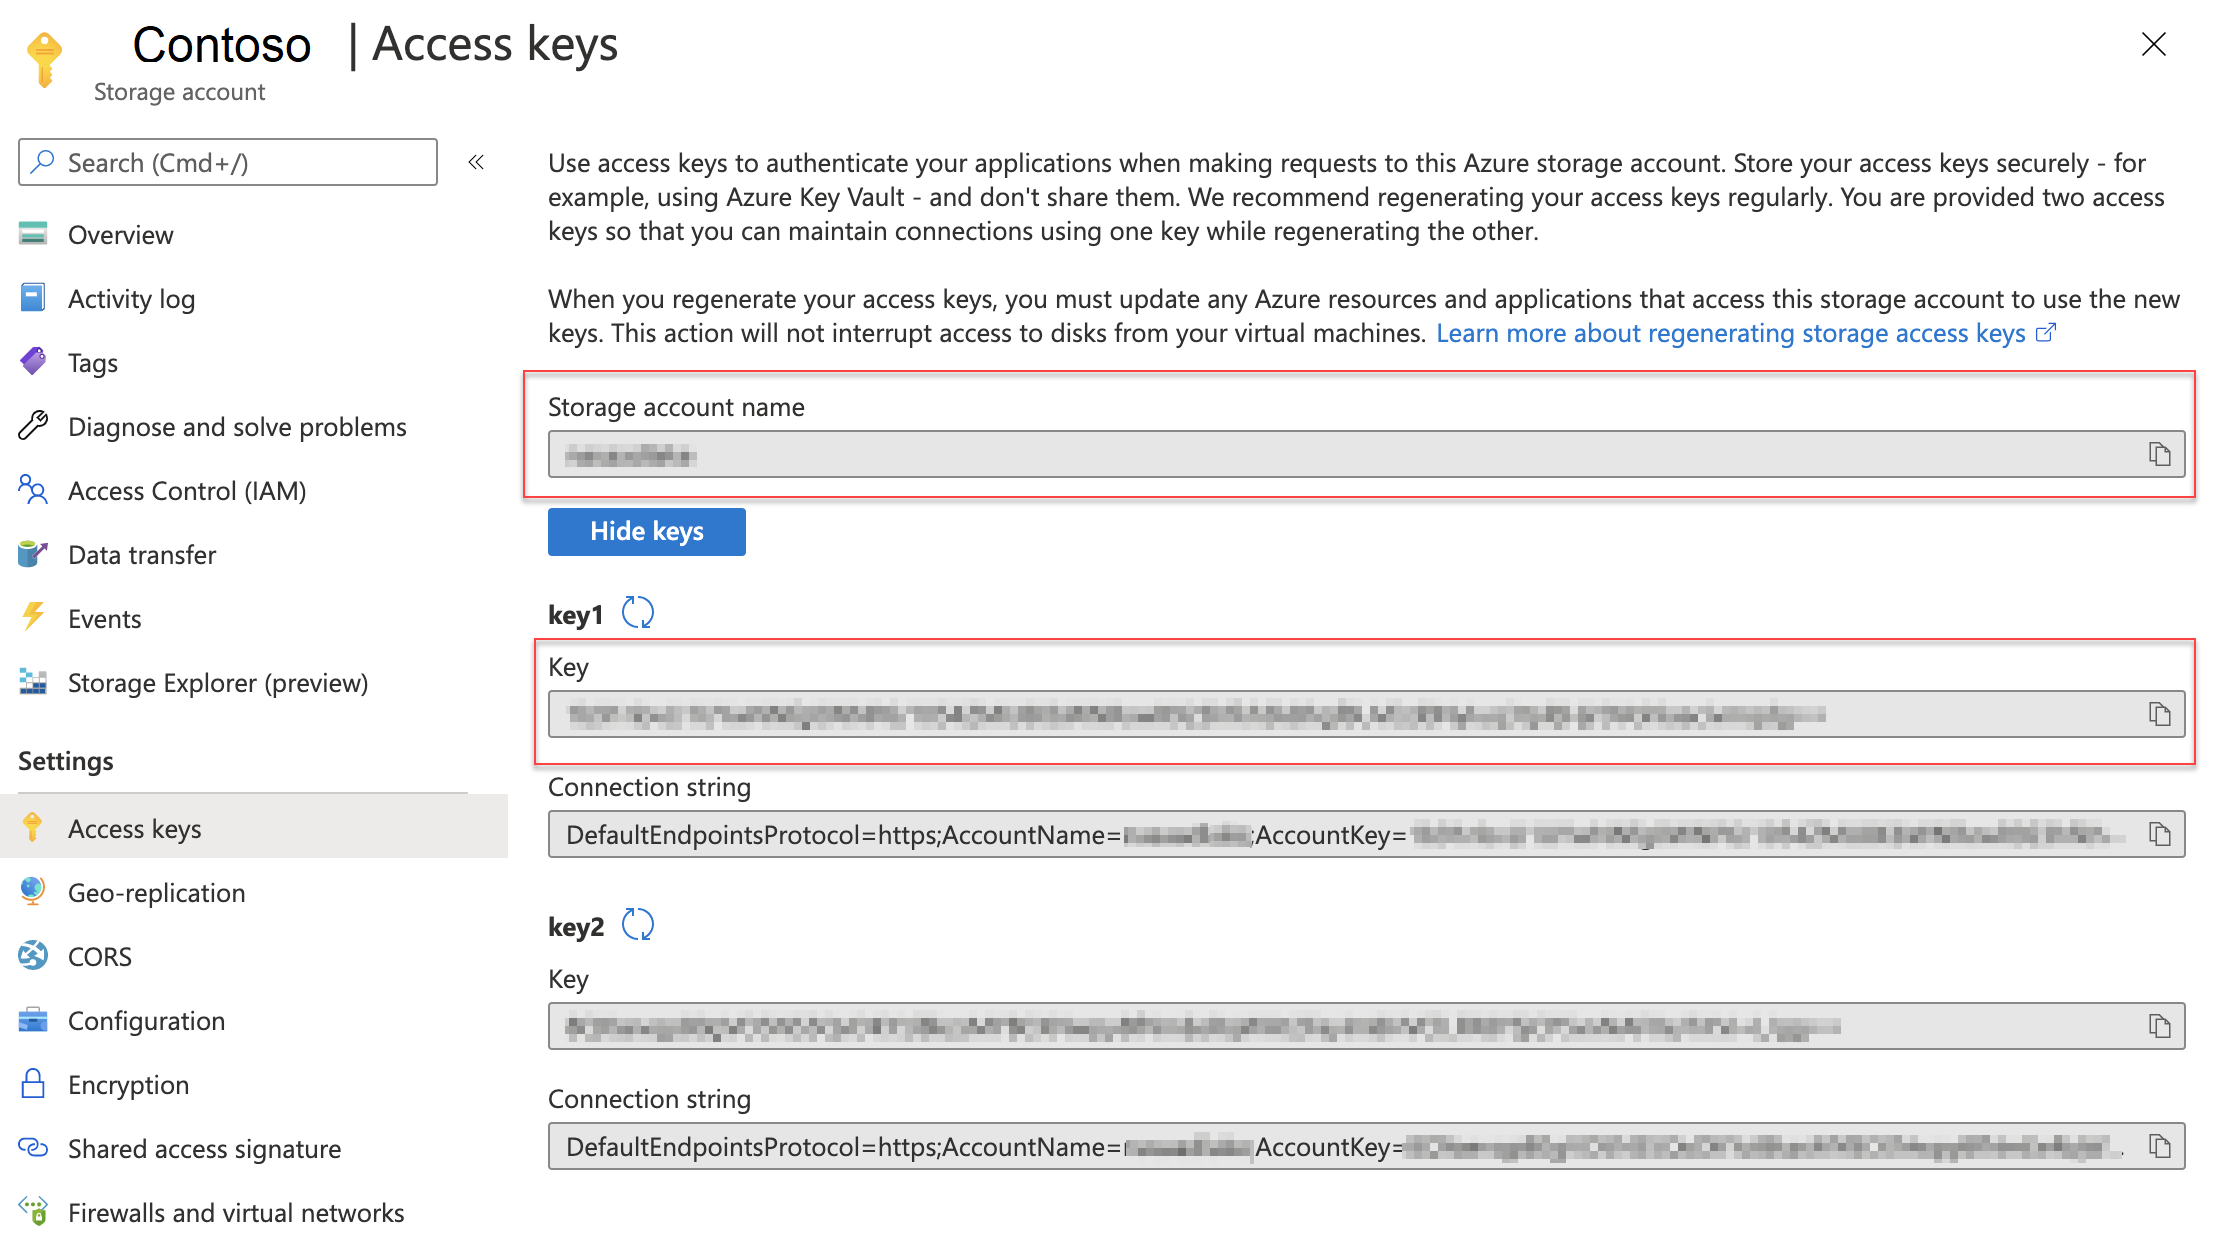 Contoso | Access keys
Storage account
Search (Cmd+/)
«
Overview
Activity log
Tags
Diagnose and solve problems
Access Control (IAM)
Data transfer
Events
Storage Explorer (preview)
Settings
Access keys
Geo-replication
CORS
Configuration
Encryption
Shared access signature
Firewalls and virtual networks
Use access keys to authenticate your applications when making requests to this Azure storage account. Store your access keys securely - for
example, using Azure Key Vault - and don't share them. We recommend regenerating your access keys regularly. You are provided two access
keys so that you can maintain connections using one key while regenerating the other.
When you regenerate your access keys, you must update any Azure resources and applications that access this storage account to use the new
keys. This action will not interrupt access to disks from your virtual machines. Learn more about regenerating storage access keys
Storage account name
Hide keys
key1
Key
Connection string
DefaultEndpointsProtocol=https;AccountName= ;AccountKey=
key2
Key
Connection string
DefaultEndpointsProtocol=https;AccountName= AccountKey=